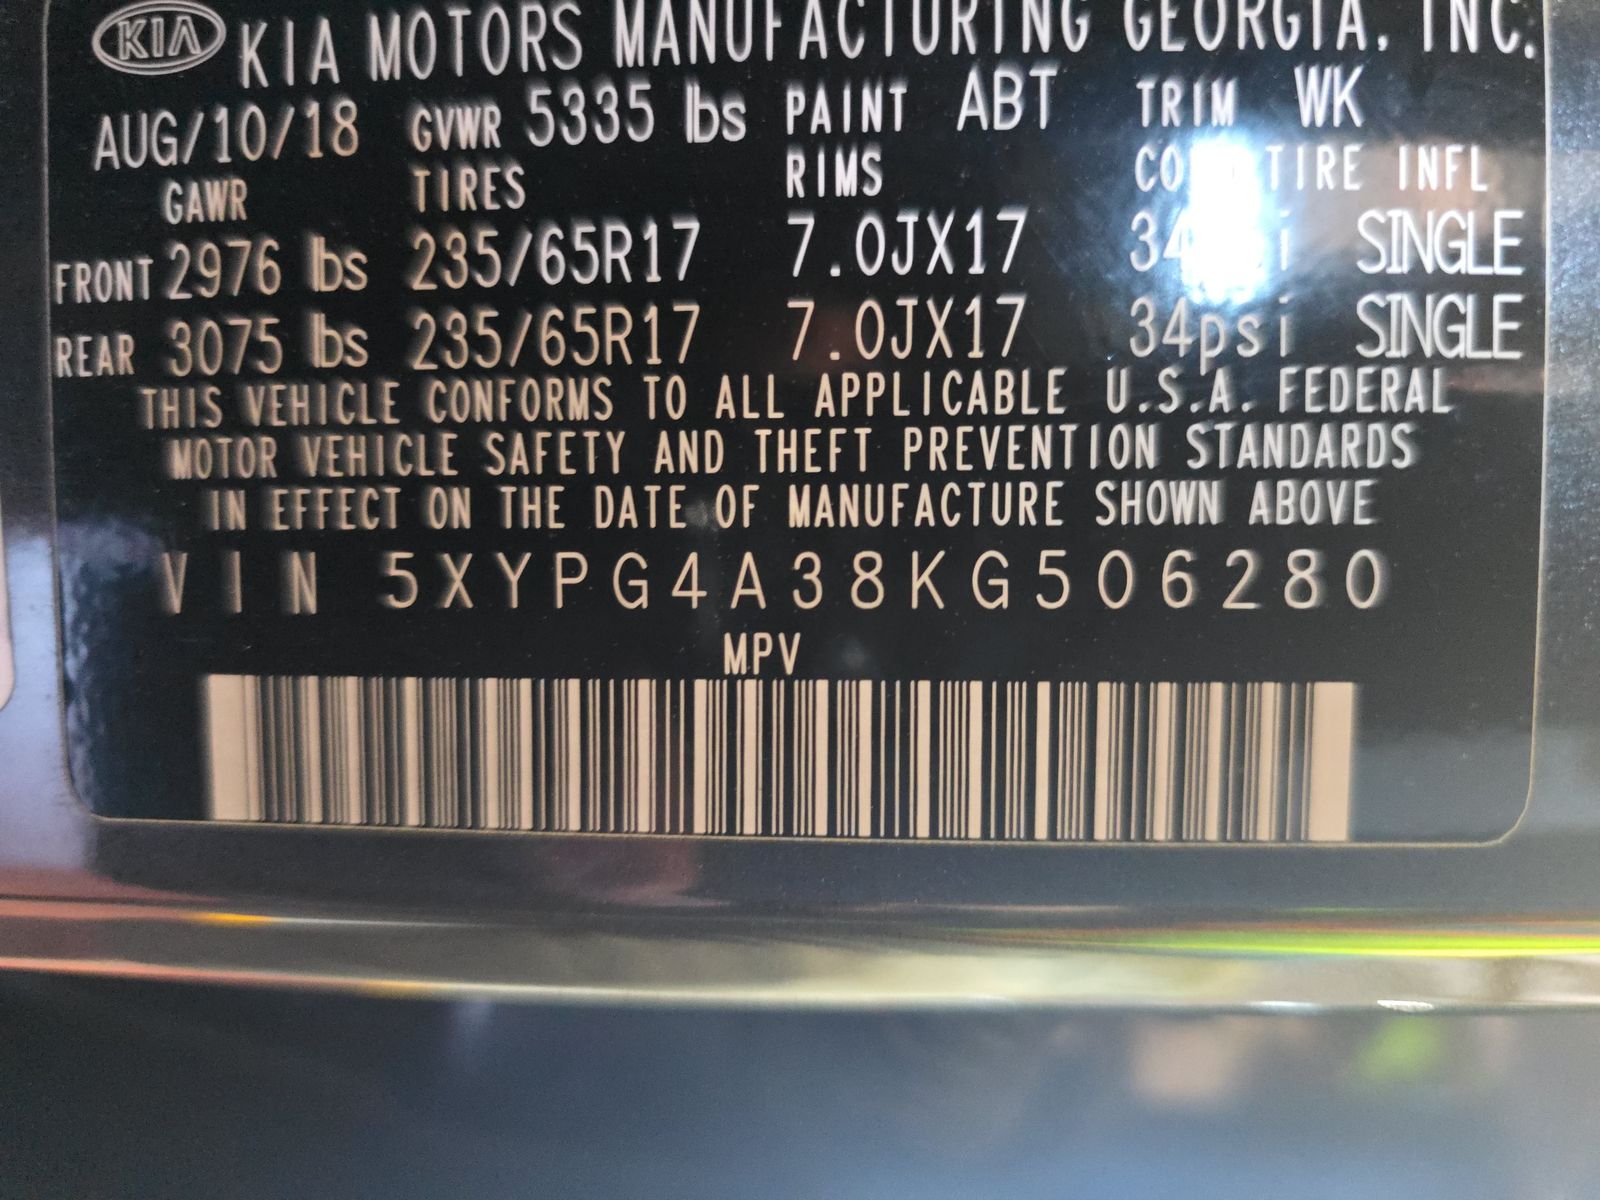 KIA KIA MOTORS MANUFACTURING GEORGIA, INC.
AUG/10/18 GVWR 5335 lbs PAINT ABT TRIM WK
GAWR TIRES RIMS TIRE INFL
FRONT 2976 lbs 235/65R17 7.0JX17 SINGLE
REAR 3075 lbs 235/65R17 7.0JX17 34psi SINGLE
THIS VEHICLE CONFORMS TO ALL APPLICABLE U.S.A. FEDERAL
MOTOR VEHICLE SAFETY AND THEFT PREVENTION STANDARDS
IN EFFECT ON THE DATE OF MANUFACTURE SHOWN ABOVE
VIN 5XYPG4A38KG506280
MPV